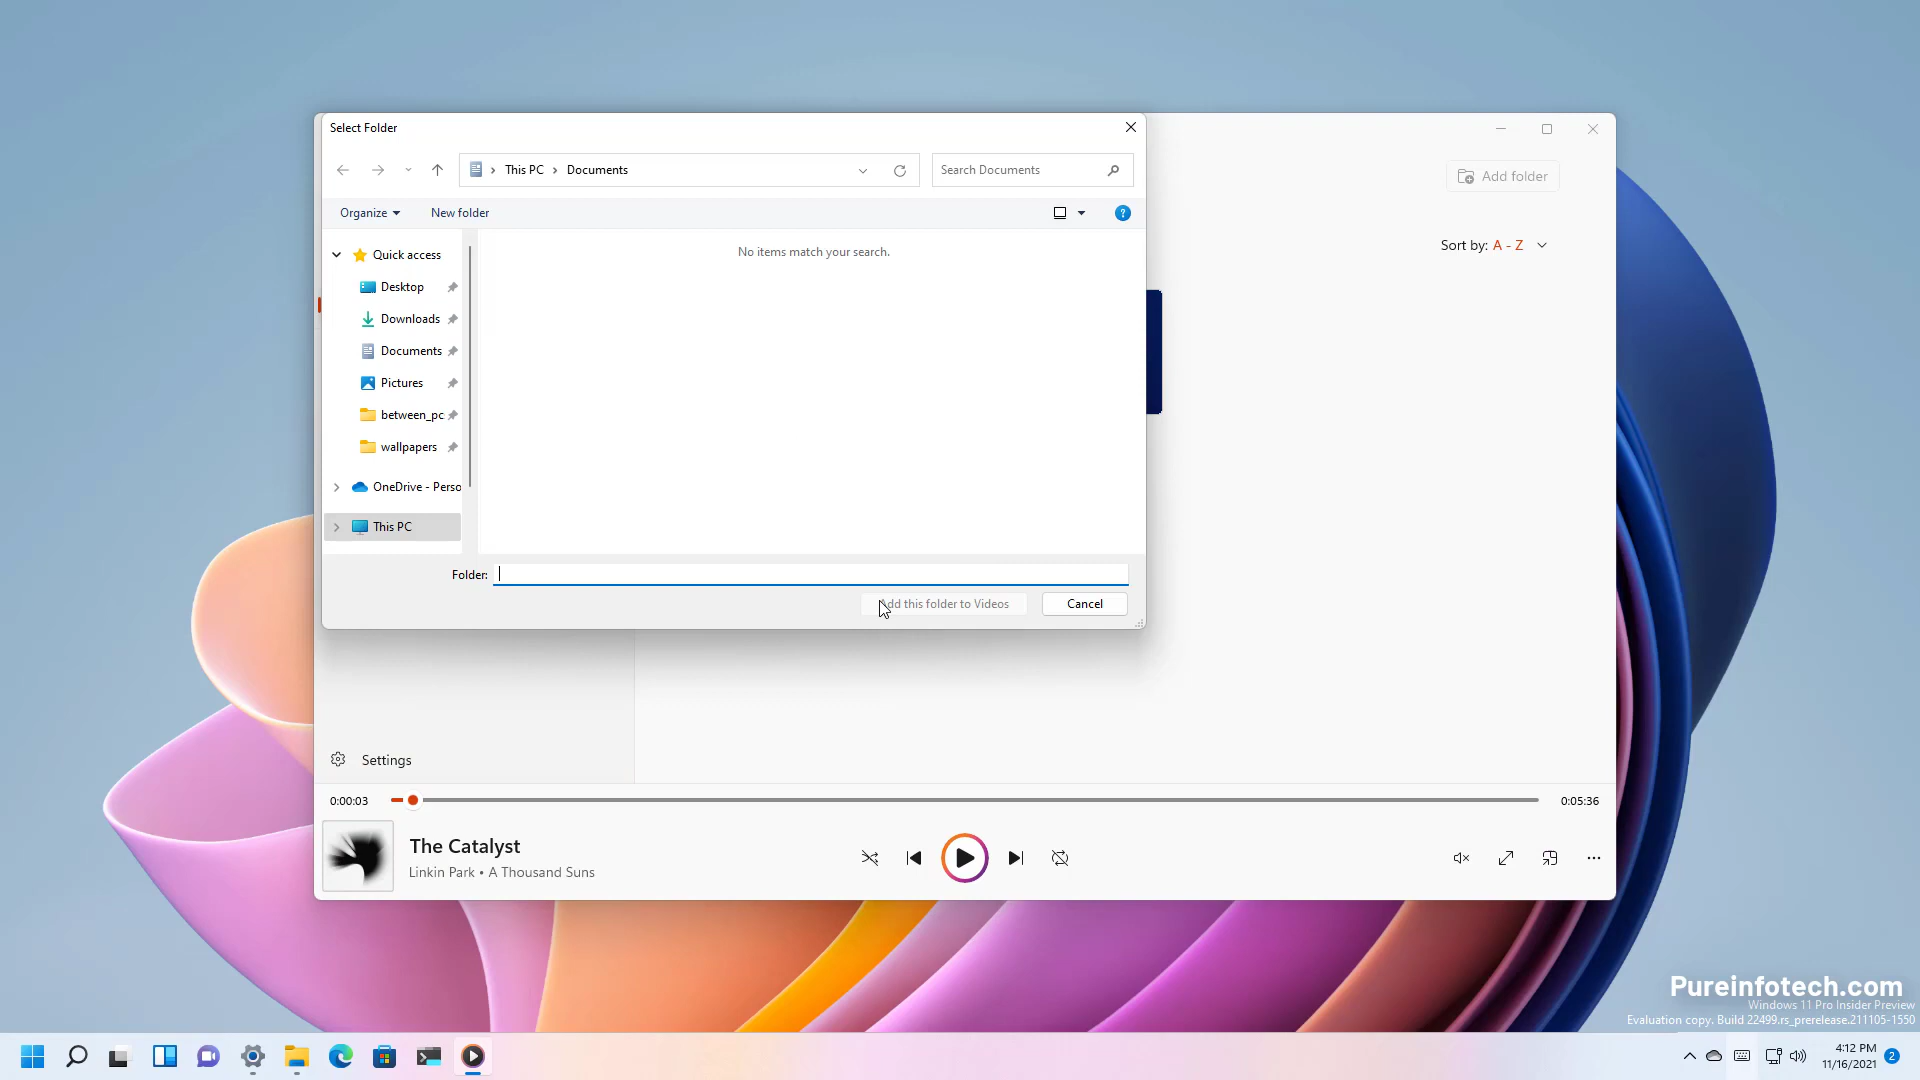 Select Folder
This PC
Documents
Search Documents
Add folder
Organize
New folder
?
Sort by: A - Z
Quick access
No items match your search.
Desktop
Downloads
Documents
Pictures
between_pc
wallpapers
OneDrive - Perso
This PC
Folder:
Add this folder to Videos
Cancel
Settings
0:00:03
0:05:36
The Catalyst
Linkin Park • A Thousand Suns
Pureinfotech.com
Windows 11 Pro Insider Preview
Evaluation copy. Build 22499.rs_prerelease.211105-1550
4:12 PM
11/16/2021
2